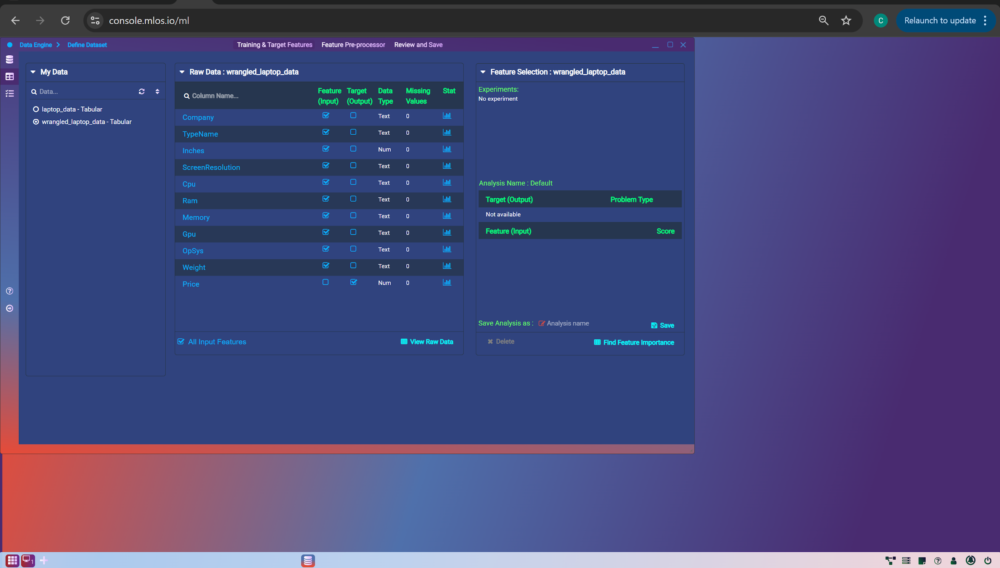 console.mlos.io/ml
C
Relaunch to update
Data Engine
Define Dataset
Training & Target Features
Feature Pre-processor
Review and Save
My Data
Data...
laptop_data - Tabular
wrangled_laptop_data - Tabular
Raw Data : wrangled_laptop_data
Column Name...
Feature (Input)
Target (Output)
Data Type
Missing Values
Stat
Company Text 0
TypeName Text 0
Inches Num 0
ScreenResolution Text 0
Cpu Text 0
Ram Text 0
Memory Text 0
Gpu Text 0
OpSys Text 0
Weight Text 0
Price Num 0
All Input Features
View Raw Data
Feature Selection : wrangled_laptop_data
Experiments:
No experiment
Analysis Name : Default
Target (Output) Problem Type
Not available
Feature (Input) Score
Save Analysis as : Analysis name
Save
Delete
Find Feature Importance
1